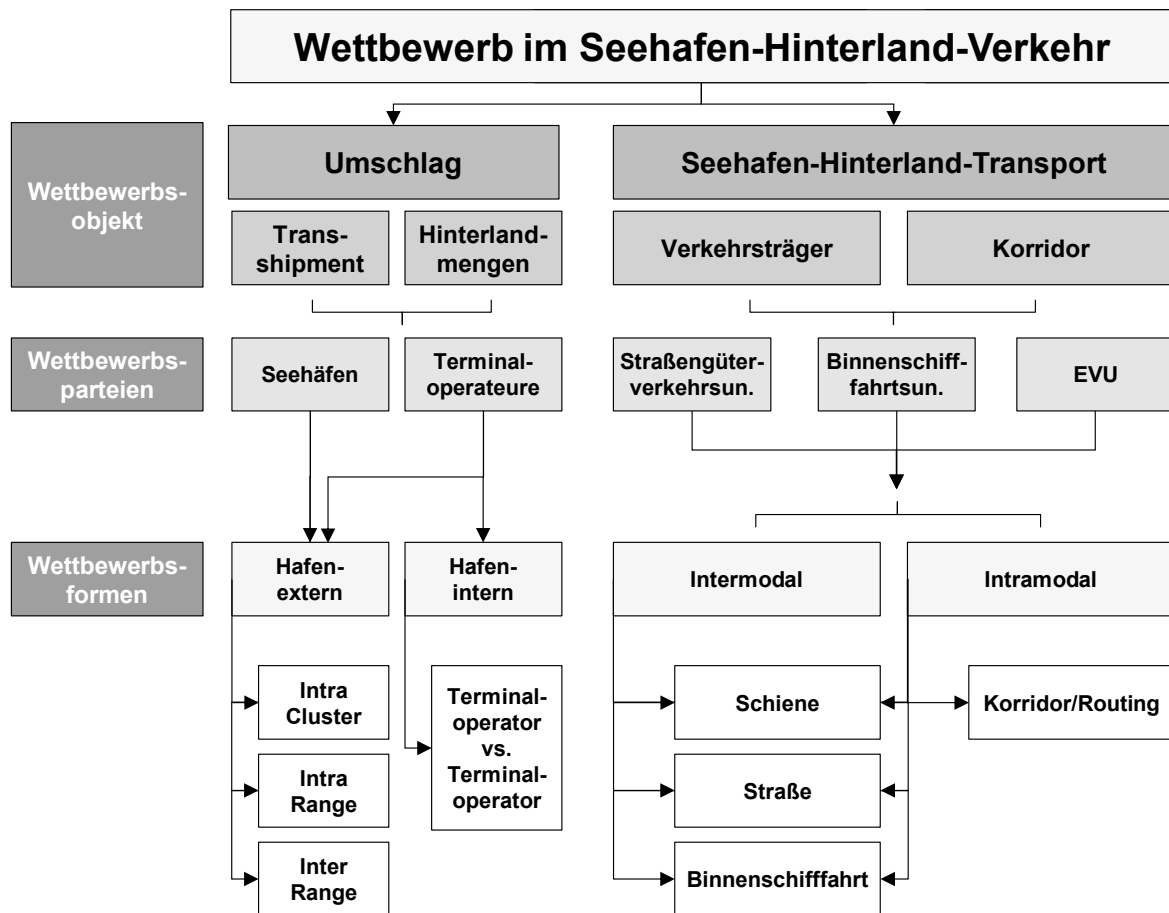 Wettbewerb im Seehafen-Hinterland-Verkehr
Wettbewerbs-
objekt
Umschlag
Seehafen-Hinterland-Transport
Trans-
shipment
Hinterland-
mengen
Verkehrsträger
Korridor
Wettbewerbs-
parteien
Seehäfen
Terminal-
operateure
Straßengüter-
verkehrsun.
Binnenschiff-
fahrtsun.
EVU
Wettbewerbs-
formen
Hafen-
extern
Hafen-
intern
Intermodal
Intramodal
Intra
Cluster
Terminal-
operator
vs.
Terminal-
operator
Schiene
Korridor/Routing
Intra
Range
Straße
Inter
Range
Binnenschifffahrt